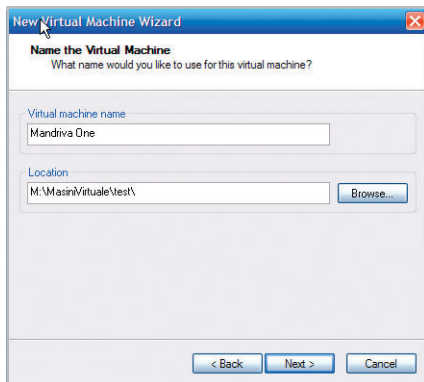 New Virtual Machine Wizard
Name the Virtual Machine
What name would you like to use for this virtual machine?
Virtual machine name
Mandriva One
Location
M:\MasiniVirtuale\test\
Browse...
< Back
Next >
Cancel